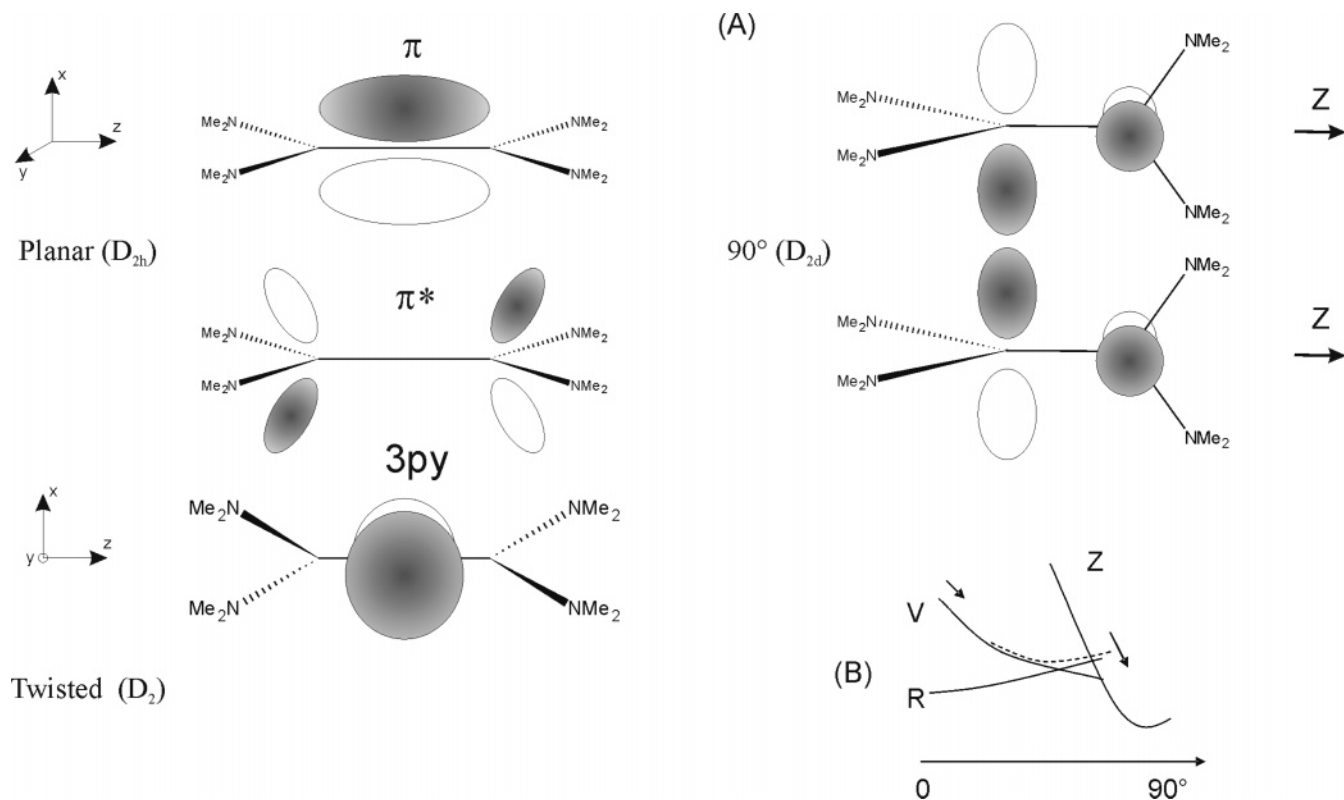 π
x
z
y
Me₂N
NMe₂
Me₂N
NMe₂
Planar (D₂ₕ)
π*
Me₂N
NMe₂
Me₂N
NMe₂
3py
x
y
z
Me₂N
NMe₂
Me₂N
NMe₂
Twisted (D₂)
(A)
NMe₂
Me₂N
Z
Me₂N
NMe₂
90° (D₂d)
NMe₂
Me₂N
Z
Me₂N
NMe₂
(B)
V
Z
R
0
90°